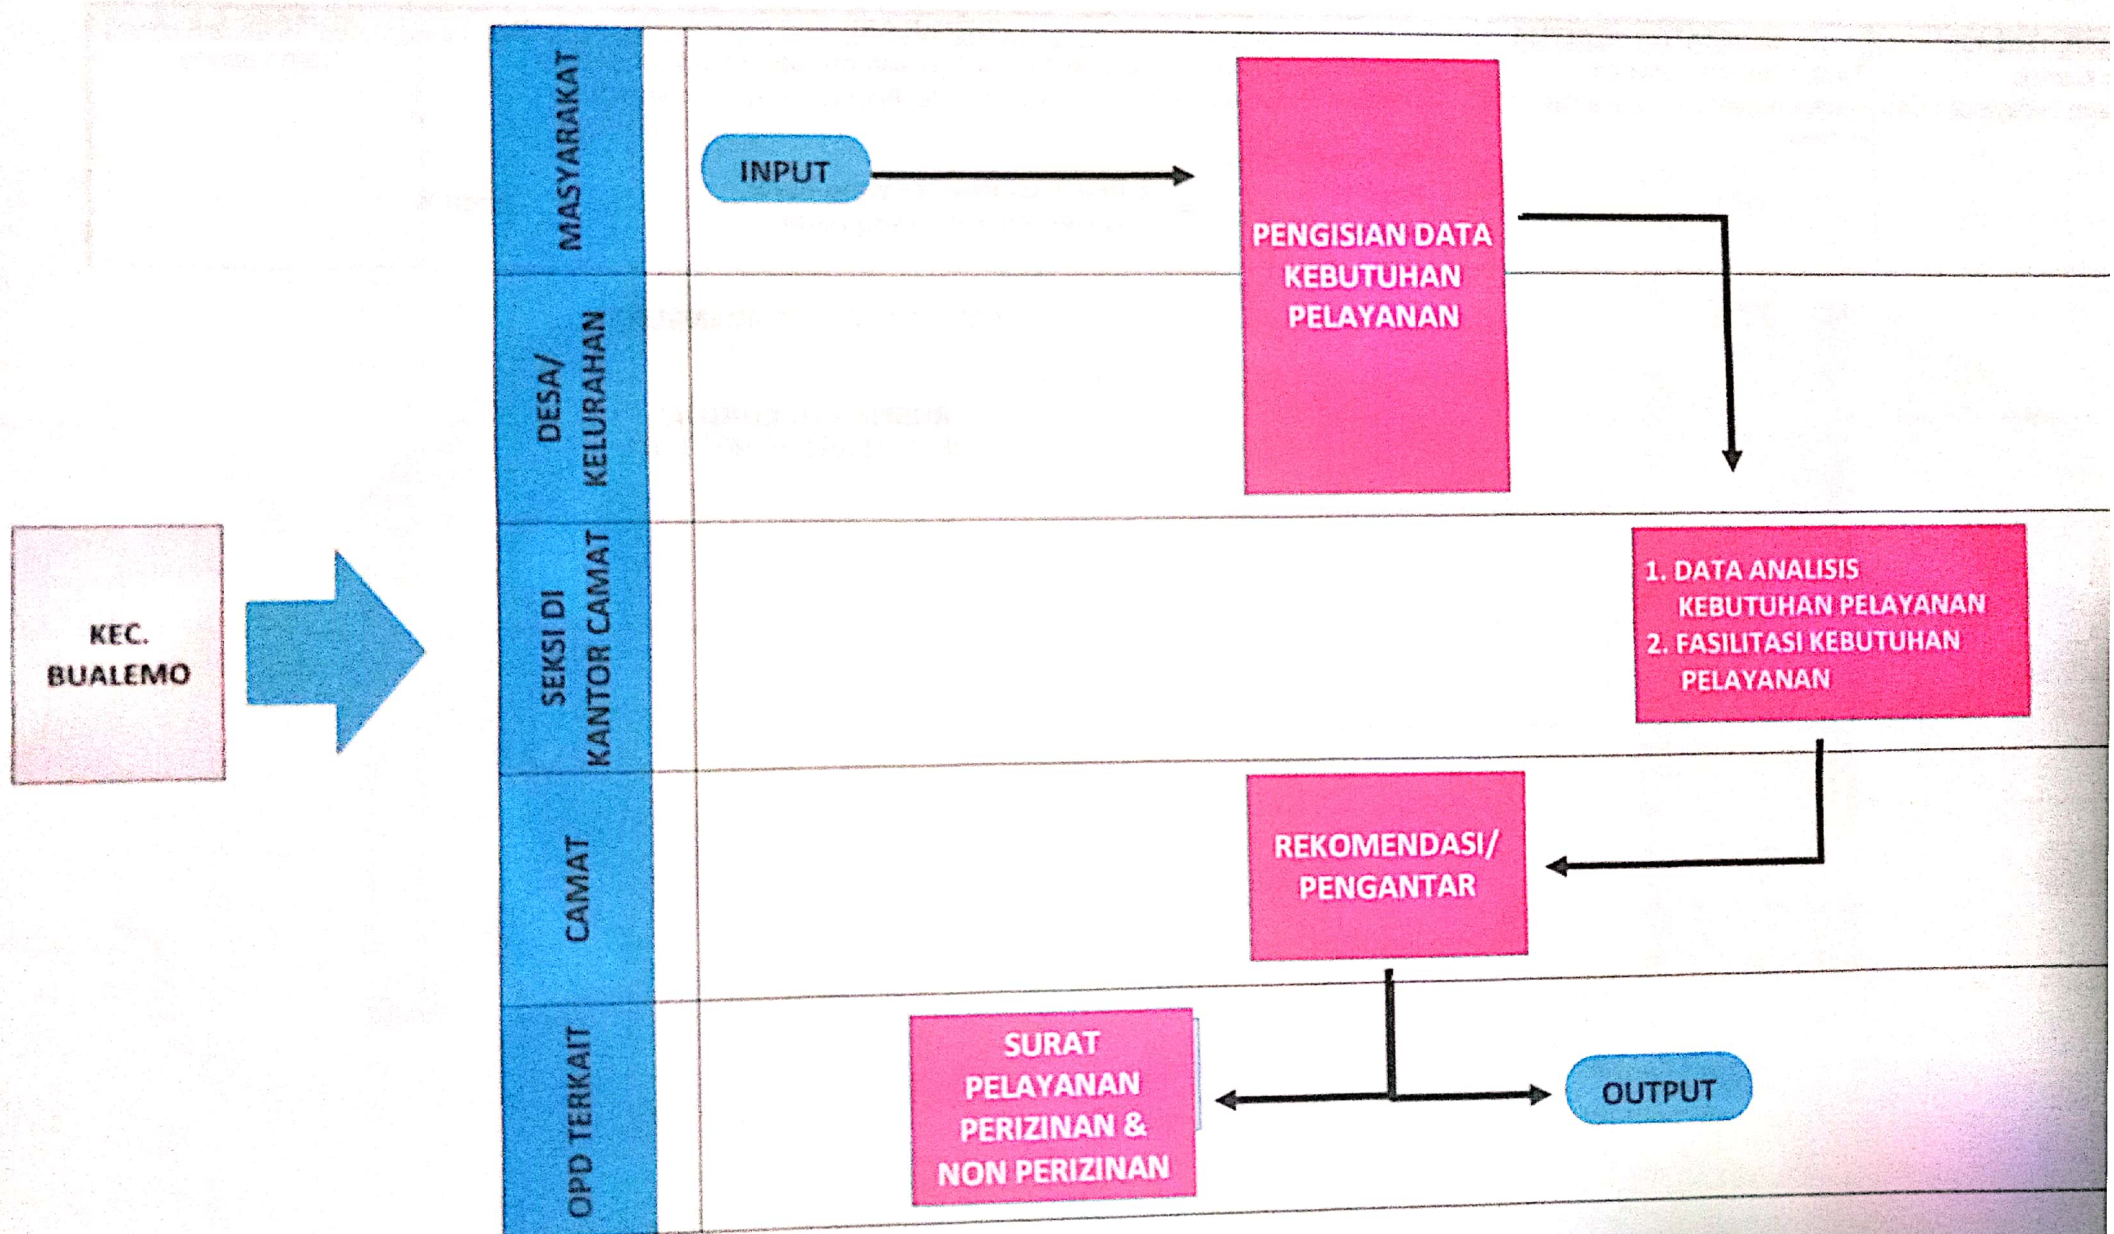 KEC.
BUALEMO
MASYARAKAT
INPUT
PENGISIAN DATA
KEBUTUHAN
PELAYANAN
DESA/
KELURAHAN
SEKSI DI
KANTOR CAMAT
1. DATA ANALISIS
KEBUTUHAN PELAYANAN
2. FASILITASI KEBUTUHAN
PELAYANAN
CAMAT
REKOMENDASI/
PENGANTAR
OPD TERKAIT
SURAT
PELAYANAN
PERIZINAN &
NON PERIZINAN
OUTPUT